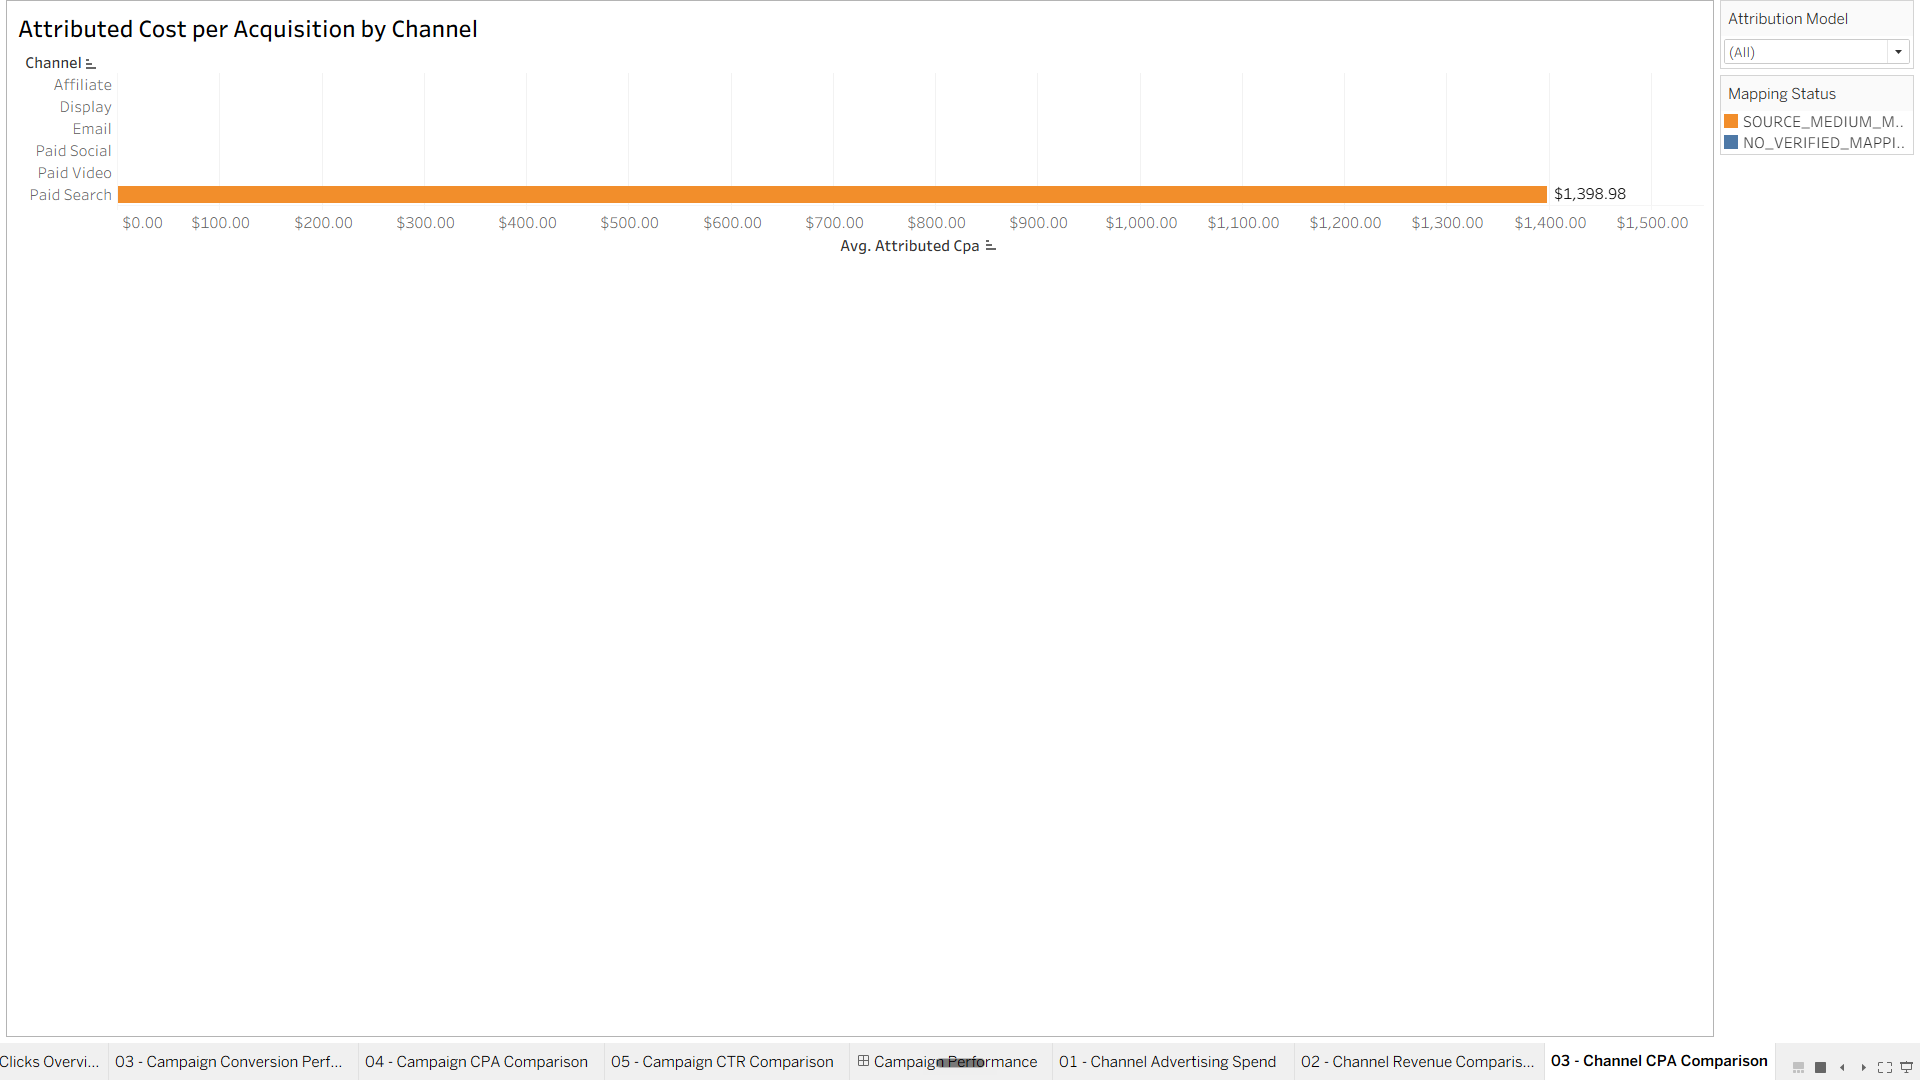 Attributed Cost per Acquisition by Channel
Channel
Affiliate
Display
Email
Paid Social
Paid Video
Paid Search
$1,398.98
$0.00 $100.00 $200.00 $300.00 $400.00 $500.00 $600.00 $700.00 $800.00 $900.00 $1,000.00 $1,100.00 $1,200.00 $1,300.00 $1,400.00 $1,500.00
Avg. Attributed Cpa
Attribution Model
(All)
Mapping Status
SOURCE_MEDIUM_M..
NO_VERIFIED_MAPPI..
Clicks Overvi... 03 - Campaign Conversion Perf... 04 - Campaign CPA Comparison 05 - Campaign CTR Comparison Campaign Performance 01 - Channel Advertising Spend 02 - Channel Revenue Comparis... 03 - Channel CPA Comparison